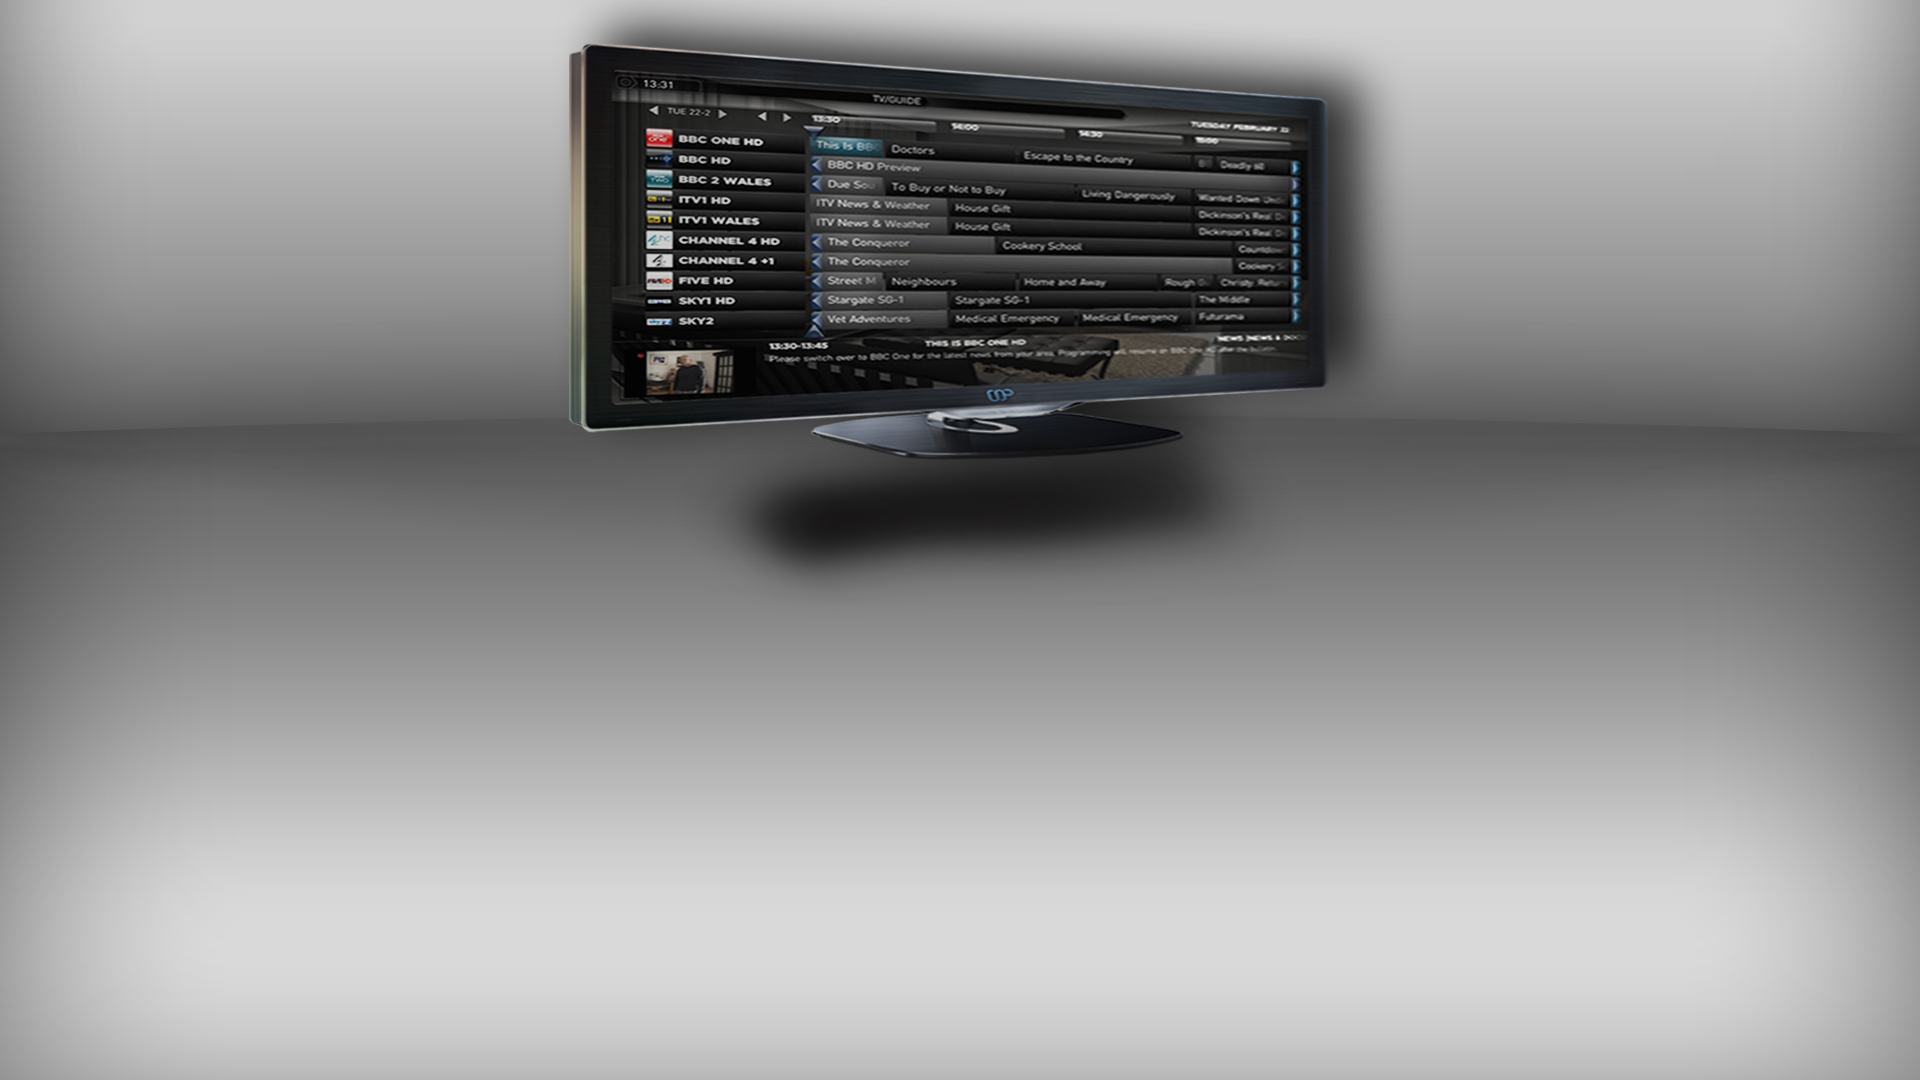 13:31
TV/GUIDE
TUE 22-2
13:30 14:00 14:30 15:00
TUESDAY FEBRUARY 22
BBC ONE HD This Is BBC Doctors Escape to the Country Deadly
BBC HD BBC HD Preview
BBC 2 WALES Due Sou To Buy or Not to Buy Living Dangerously Wanted Down Und
ITV1 HD ITV News & Weather House Gift Dickinson's Real D
ITV1 WALES ITV News & Weather House Gift Dickinson's Real D
CHANNEL 4 HD The Conqueror Cookery School Countdow
CHANNEL 4 +1 The Conqueror Cookery S
FIVE HD Street M Neighbours Home and Away Rough G Christy: Return
SKY1 HD Stargate SG-1 Stargate SG-1 The Middle
SKY2 Vet Adventures Medical Emergency Medical Emergency Futurama
13:30-13:45 THIS IS BBC ONE HD NEWS (NEWS & DOC
Please switch over to BBC One for the latest news from your area. Programming will resume on BBC One HD after the bulletin.